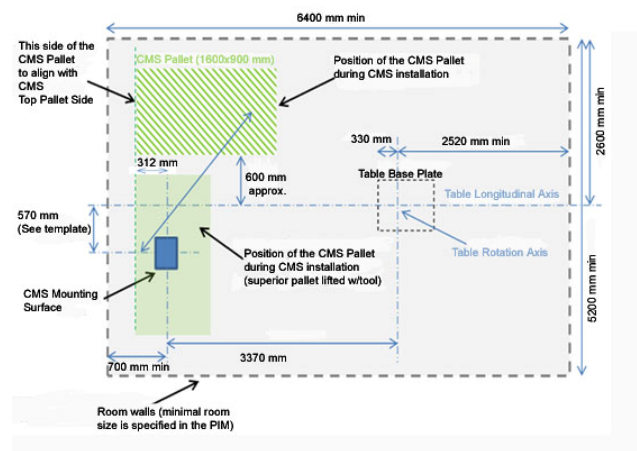 6400 mm min
This side of the
CMS Pallet
to align with
CMS
Top Pallet Side
CMS Pallet (1600x900 mm)
Position of the CMS Pallet
during CMS installation
2600 mm min
330 mm
2520 mm min
312 mm
600 mm
approx.
Table Base Plate
Table Longitudinal Axis
570 mm
(See template)
Table Rotation Axis
Position of the CMS Pallet
during CMS installation
(superior pallet lifted w/tool)
CMS Mounting
Surface
5200 mm min
3370 mm
700 mm min
Room walls (minimal room
size is specified in the PIM)